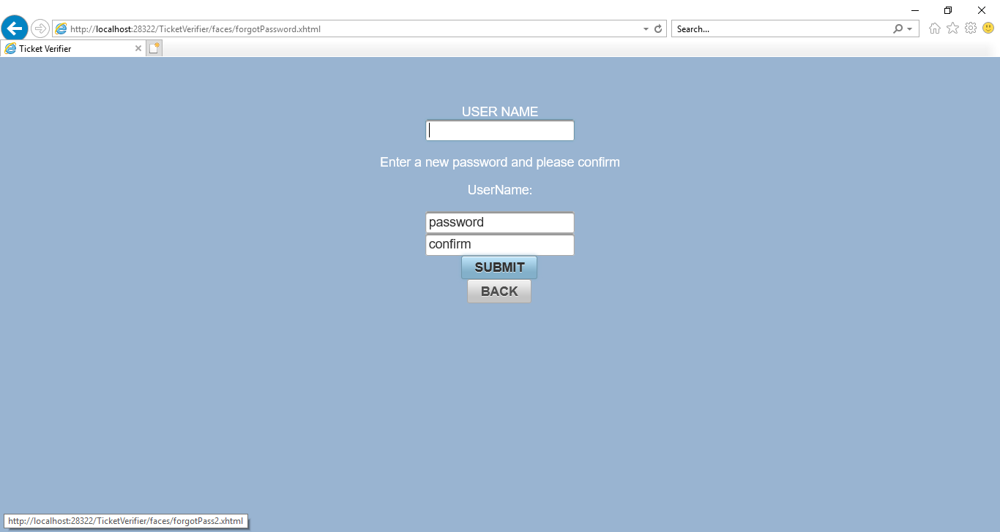 http://localhost:28322/TicketVerifier/faces/forgotPassword.xhtml
Search...
Ticket Verifier
USER NAME
Enter a new password and please confirm
UserName:
password
confirm
SUBMIT
BACK
http://localhost:28322/TicketVerifier/faces/forgotPass2.xhtml